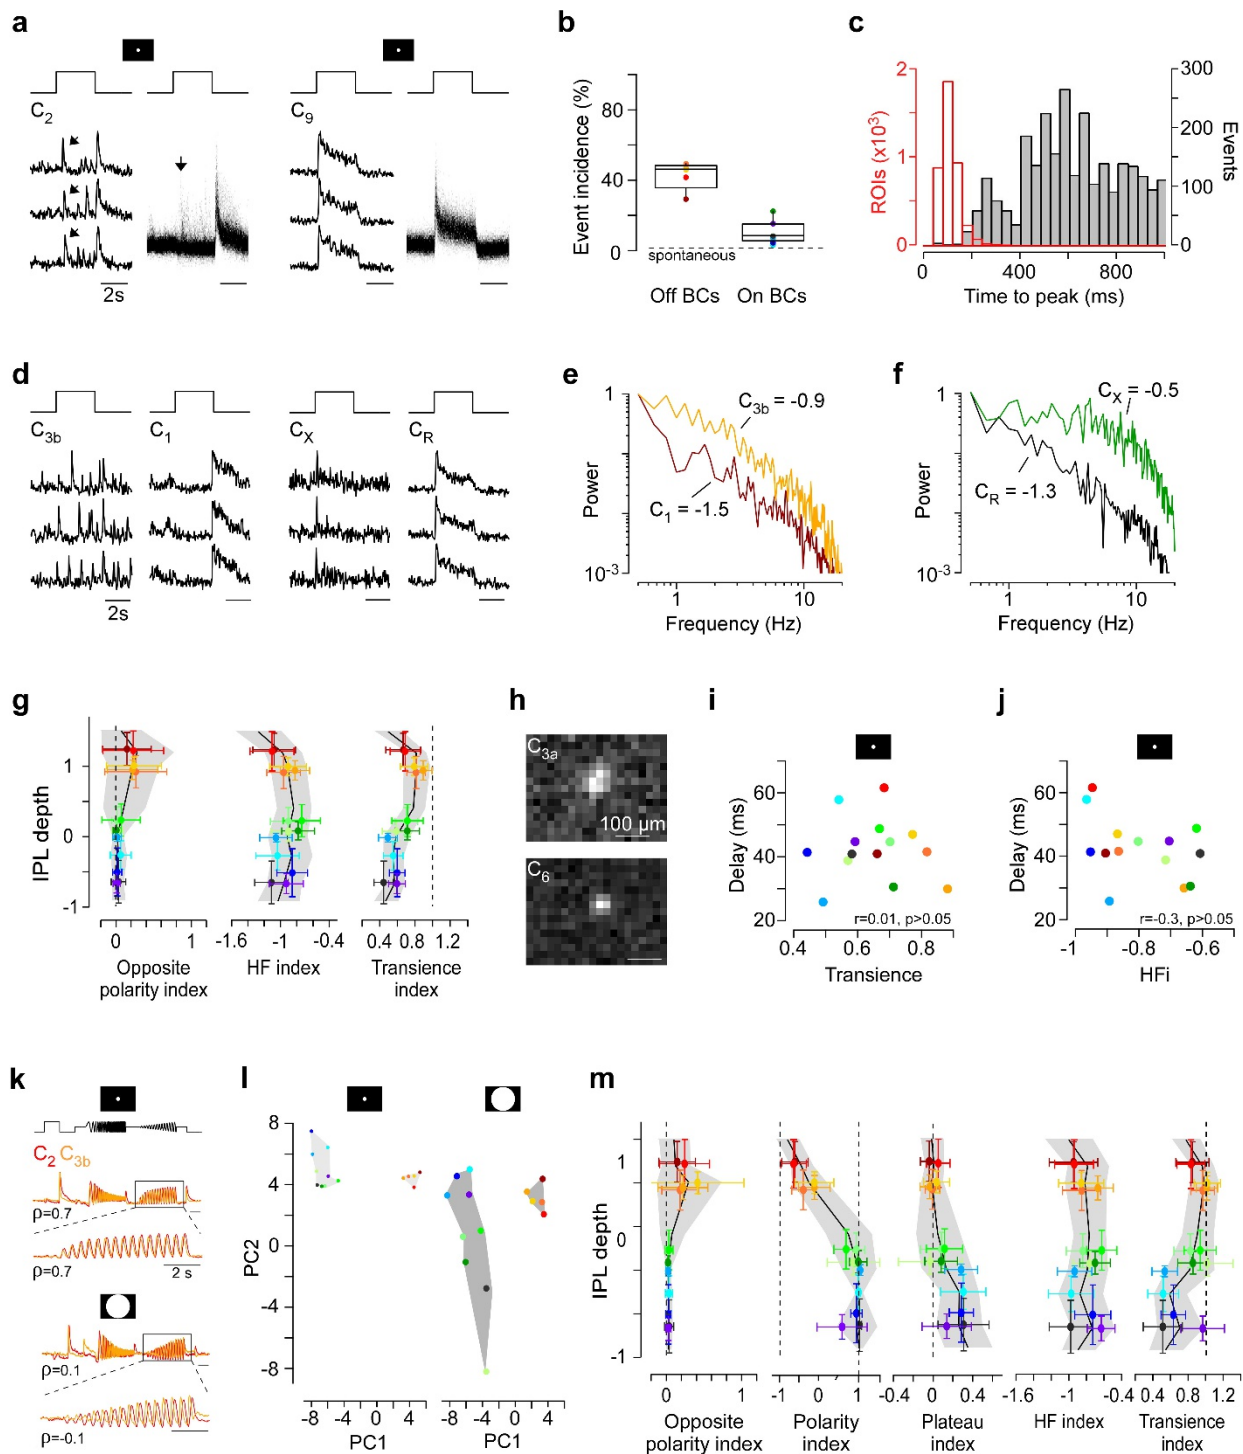 a
C2
C9
2s
b
Event incidence (%)
80
40
0
spontaneous
Off BCs
On BCs
c
ROIs (x10³)
2
1
0
300
200
100
0
Events
0
400
800
Time to peak (ms)
d
C3b
C1
CX
CR
2s
e
1
Power
10-3
C3b = -0.9
C1 = -1.5
1
10
Frequency (Hz)
f
1
Power
10-3
CX = -0.5
CR = -1.3
1
10
Frequency (Hz)
g
IPL depth
1
0
-1
0
1
Opposite
polarity index
-1.6
-1
-0.4
HF index
0.4
0.8
1.2
Transience
index
h
C3a
100 µm
C6
i
Delay (ms)
60
40
20
r=0.01, p>0.05
0.4
0.6
0.8
Transience
j
Delay (ms)
60
40
20
r=-0.3, p>0.05
-1
-0.8
-0.6
HFi
k
C2 C3b
ρ=0.7
ρ=0.7
2 s
ρ=0.1
ρ=-0.1
l
PC2
8
4
0
-4
-8
-8
-4
0
4
PC1
-8
-4
0
4
PC1
m
IPL depth
1
0
-1
0
1
Opposite
polarity index
-1
0
1
Polarity
index
-0.4
0
0.4
Plateau
index
-1.6
-1
-0.4
HF index
0.4
0.8
1.2
Transience
index